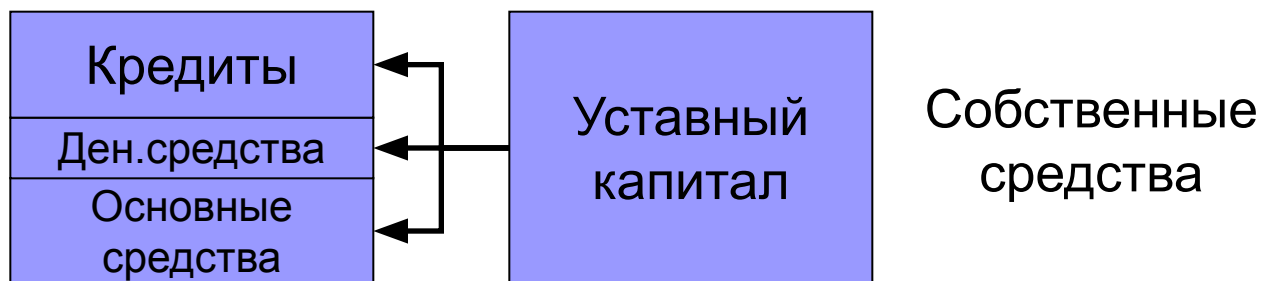 Кредиты
Ден.средства
Основные
средства
Уставный
капитал
Собственные
средства